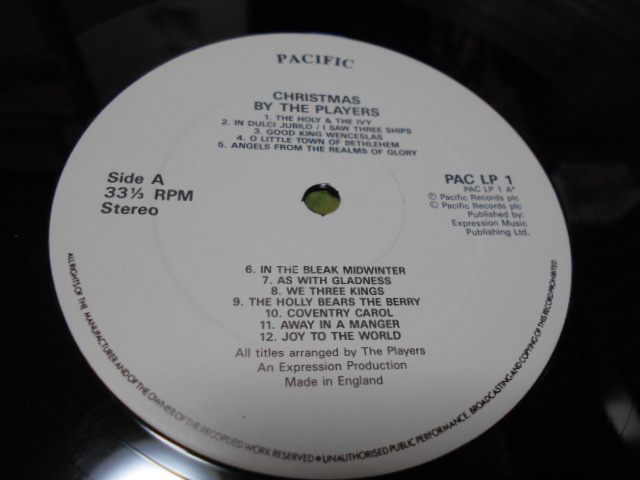 PACIFIC
CHRISTMAS
BY THE PLAYERS
1. THE HOLY & THE IVY
2. IN DULCI JUBILO / I SAW THREE SHIPS
3. GOOD KING WENCESLAS
4. O LITTLE TOWN OF BETHLEHEM
5. ANGELS FROM THE REALMS OF GLORY
Side A
33⅓ RPM
Stereo
PAC LP 1
PAC LP 1 A*
Ⓟ Pacific Records plc
© Pacific Records plc
Published by:
Expression Music
Publishing Ltd.
6. IN THE BLEAK MIDWINTER
7. AS WITH GLADNESS
8. WE THREE KINGS
9. THE HOLLY BEARS THE BERRY
10. COVENTRY CAROL
11. AWAY IN A MANGER
12. JOY TO THE WORLD
All titles arranged by The Players
An Expression Production
Made in England
ALL RIGHTS OF THE MANUFACTURER AND OF THE OWNER OF THE RECORDED WORK RESERVED ● UNAUTHORISED PUBLIC PERFORMANCE, BROADCASTING AND COPYING OF THIS RECORD PROHIBITED